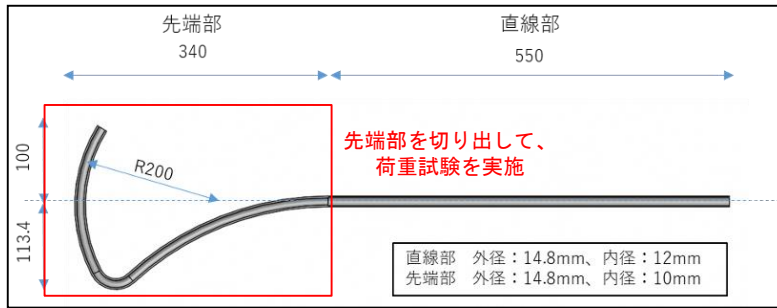 先端部
直線部
340
550
100
R200
113.4
先端部を切り出して、
荷重試験を実施
直線部　外径：14.8mm、内径：12mm
先端部　外径：14.8mm、内径：10mm